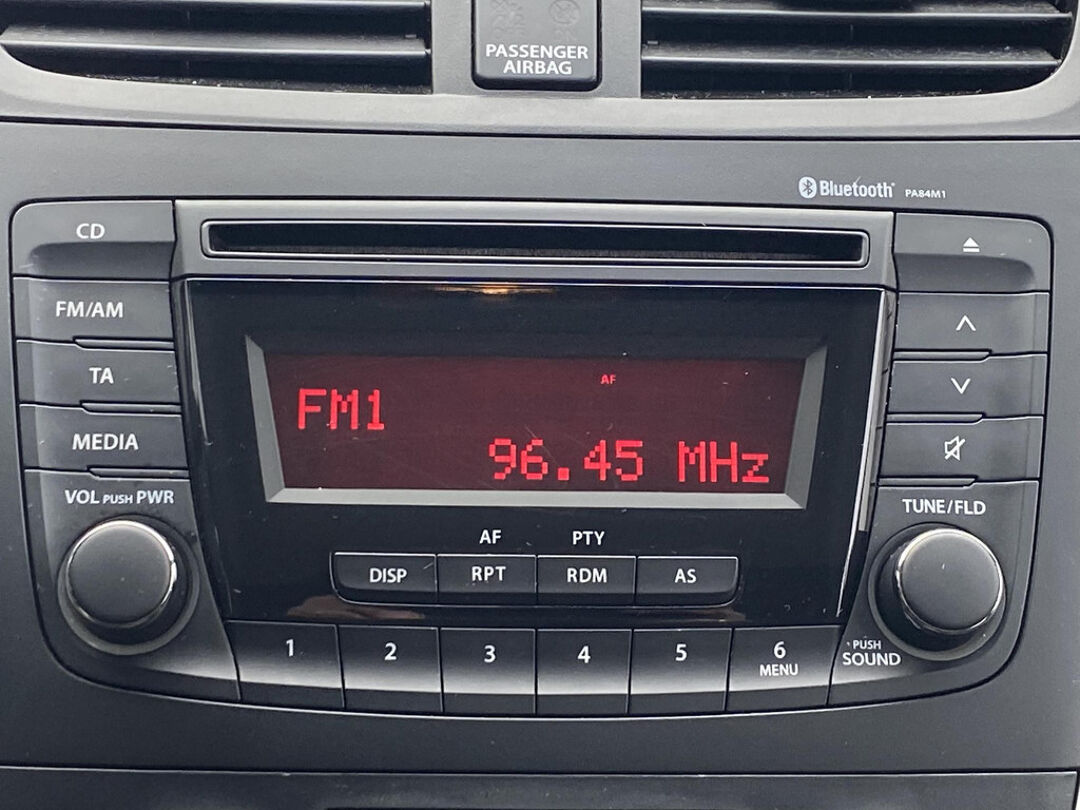 PASSENGER
AIRBAG
Bluetooth® PA84M1
CD
FM/AM
TA
MEDIA
VOL PUSH PWR
AF
FM1
96.45 MHz
TUNE/FLD
AF PTY
DISP RPT RDM AS
1 2 3 4 5 6
MENU
PUSH
SOUND